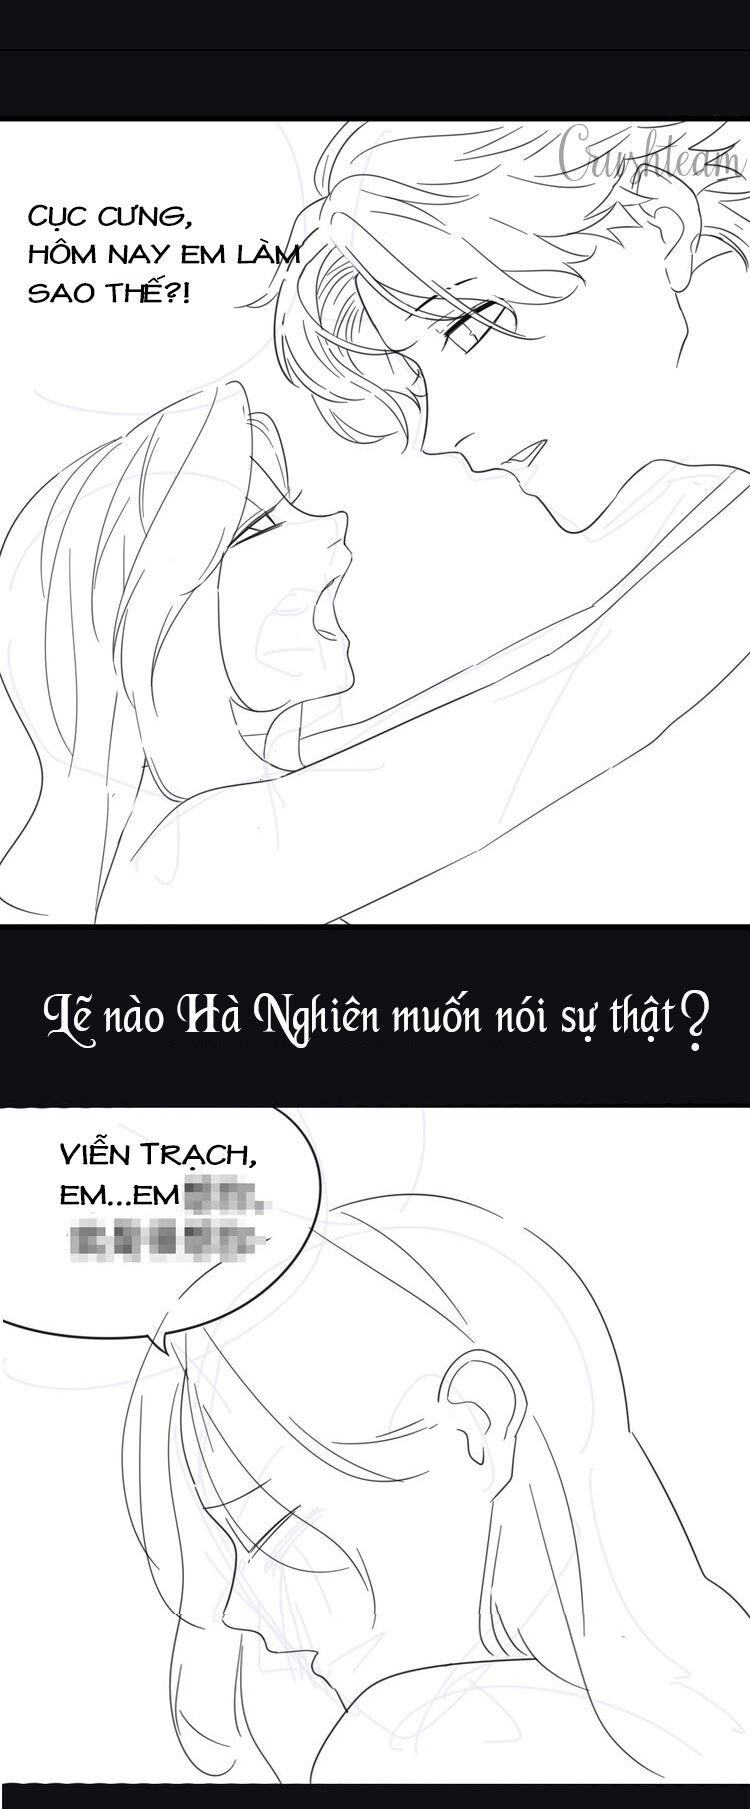 Crushteam
CỤC CƯNG,
HÔM NAY EM LÀM
SAO THẾ?!
Lẽ nào Hà Nghiên muốn nói sự thật?
VIỄN TRẠCH,
EM...EM